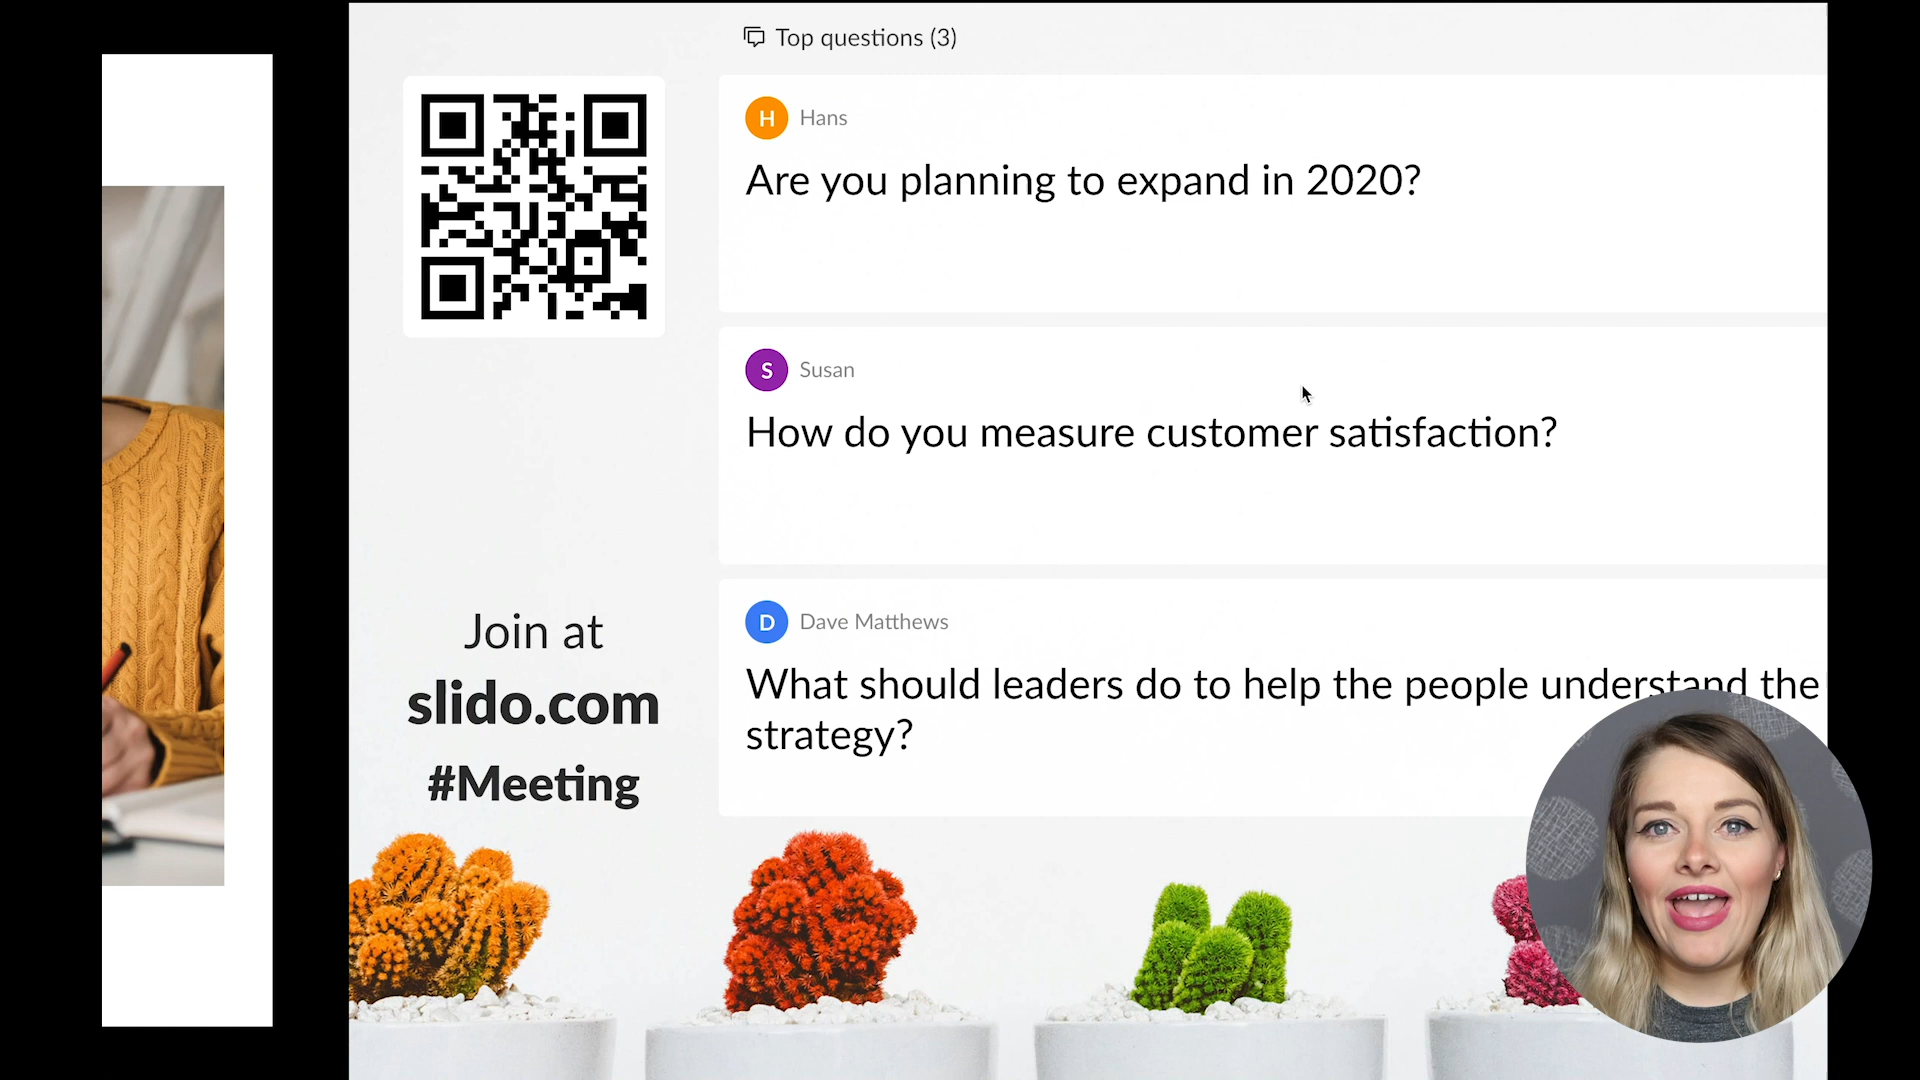 Top questions (3)
H Hans
Are you planning to expand in 2020?
S Susan
How do you measure customer satisfaction?
D Dave Matthews
What should leaders do to help the people understand the
strategy?
Join at
slido.com
#Meeting